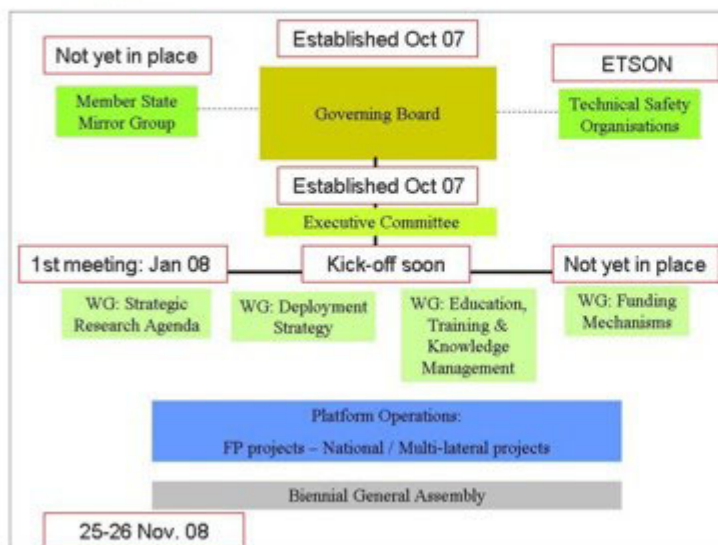 Established Oct 07
Not yet in place
ETSON
Member State
Mirror Group
Governing Board
Technical Safety
Organisations
Established Oct 07
Executive Committee
1st meeting: Jan 08
Kick-off soon
Not yet in place
WG: Strategic
Research Agenda
WG: Deployment
Strategy
WG: Education,
Training &
Knowledge
Management
WG: Funding
Mechanisms
Platform Operations:
FP projects – National / Multi-lateral projects
Biennial General Assembly
25-26 Nov. 08